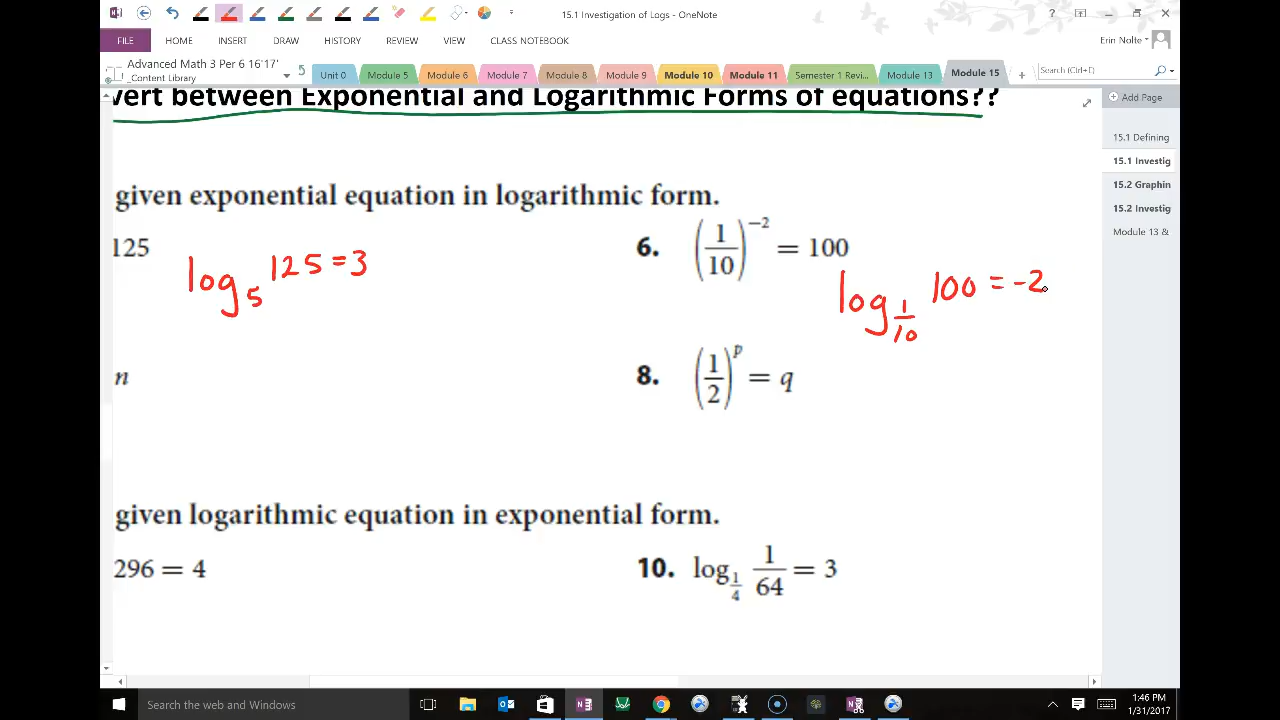 15.1 Investigation of Logs - OneNote
FILE HOME INSERT DRAW HISTORY REVIEW VIEW CLASS NOTEBOOK
Erin Nolte
Advanced Math 3 Per 6 16'17'
_Content Library
Unit 0 Module 5 Module 6 Module 7 Module 8 Module 9 Module 10 Module 11 Semester 1 Revi... Module 13 Module 15
Search (Ctrl+E)
Add Page
vert between Exponential and Logarithmic Forms of equations??
15.1 Defining
15.1 Investig
15.2 Graphin
15.2 Investig
Module 13 &
given exponential equation in logarithmic form.
125
log₅ 125 = 3
6. (1/10)⁻² = 100
log_(1/10) 100 = -2
n
8. (1/2)^p = q
given logarithmic equation in exponential form.
296 = 4
10. log_(1/4) 1/64 = 3
Search the web and Windows
1:46 PM
1/31/2017